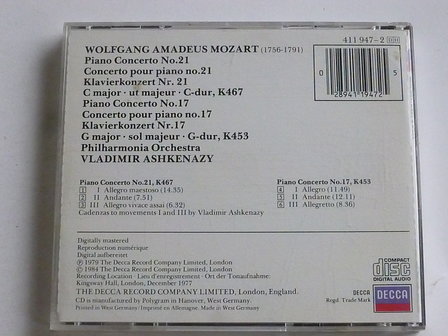 411 947-2 DH
WOLFGANG AMADEUS MOZART (1756-1791)
Piano Concerto No.21
Concerto pour piano no.21
Klavierkonzert Nr. 21
C major · ut majeur · C-dur, K467
Piano Concerto No.17
Concerto pour piano no.17
Klavierkonzert Nr.17
G major · sol majeur · G-dur, K453
Philharmonia Orchestra
VLADIMIR ASHKENAZY
0 28941 19472 5
Piano Concerto No.21, K467
1 I Allegro maestoso (14.35)
2 II Andante (7.51)
3 III Allegro vivace assai (6.32)
Cadenzas to movements I and III by Vladimir Ashkenazy
Piano Concerto No.17, K453
4 I Allegro (11.49)
5 II Andante (12.11)
6 III Allegretto (8.36)
Digitally mastered
Reproduction numérique
Digital aufbereitet
℗ 1979 The Decca Record Company Limited, London
© 1984 The Decca Record Company Limited, London
Recording Location · Lieu d'enregistrement · Ort der Tonaufnahme:
Kingsway Hall, London, December 1977
THE DECCA RECORD COMPANY LIMITED, London, England.
CD is manufactured by Polygram in Hanover, West Germany.
Printed in West Germany / Imprimé en Allemagne Made in West Germany
COMPACT
disc
DIGITAL AUDIO
DECCA
Regd. Trade Mark
DECCA